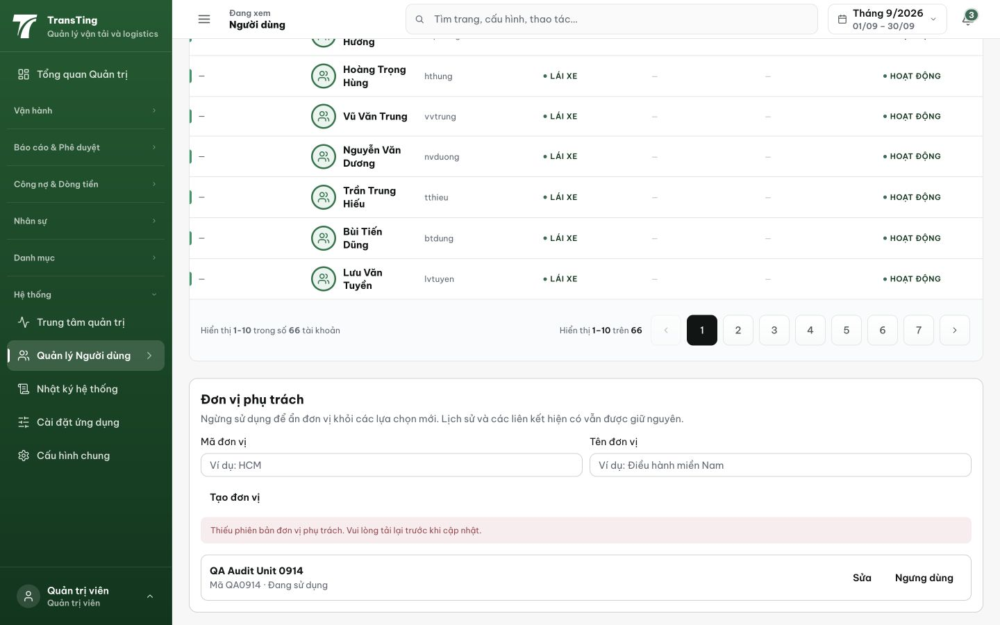 TransTing
Quản lý vận tải và logistics
Đang xem
Người dùng
Tìm trang, cấu hình, thao tác...
Tháng 9/2026
01/09 – 30/09
3
Tổng quan Quản trị
Vận hành
Báo cáo & Phê duyệt
Công nợ & Dòng tiền
Nhân sự
Danh mục
Hệ thống
Trung tâm quản trị
Quản lý Người dùng
Nhật ký hệ thống
Cài đặt ứng dụng
Cấu hình chung
Quản trị viên
Quản trị viên
Hường
— Hoàng Trọng Hùng hthung • LÁI XE — — • HOẠT ĐỘNG
— Vũ Văn Trung vvtrung • LÁI XE — — • HOẠT ĐỘNG
— Nguyễn Văn Dương nvduong • LÁI XE — — • HOẠT ĐỘNG
— Trần Trung Hiếu tthieu • LÁI XE — — • HOẠT ĐỘNG
— Bùi Tiến Dũng btdung • LÁI XE — — • HOẠT ĐỘNG
— Lưu Văn Tuyền lvtuyen • LÁI XE — — • HOẠT ĐỘNG
Hiển thị 1-10 trong số 66 tài khoản
Hiển thị 1–10 trên 66
1 2 3 4 5 6 7
Đơn vị phụ trách
Ngừng sử dụng để ẩn đơn vị khỏi các lựa chọn mới. Lịch sử và các liên kết hiện có vẫn được giữ nguyên.
Mã đơn vị
Ví dụ: HCM
Tên đơn vị
Ví dụ: Điều hành miền Nam
Tạo đơn vị
Thiếu phiên bản đơn vị phụ trách. Vui lòng tải lại trước khi cập nhật.
QA Audit Unit 0914
Mã QA0914 · Đang sử dụng
Sửa
Ngưng dùng